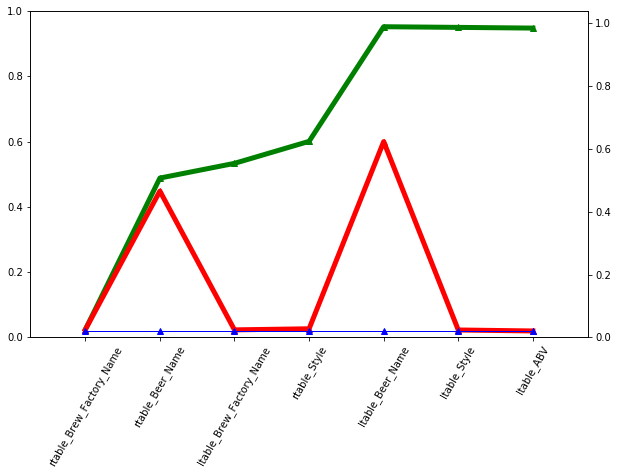 1.0
0.8
0.6
0.4
0.2
0.0
1.0
0.8
0.6
0.4
0.2
0.0
rtable_Brew_Factory_Name
rtable_Beer_Name
ltable_Brew_Factory_Name
rtable_Style
ltable_Beer_Name
ltable_Style
ltable_ABV